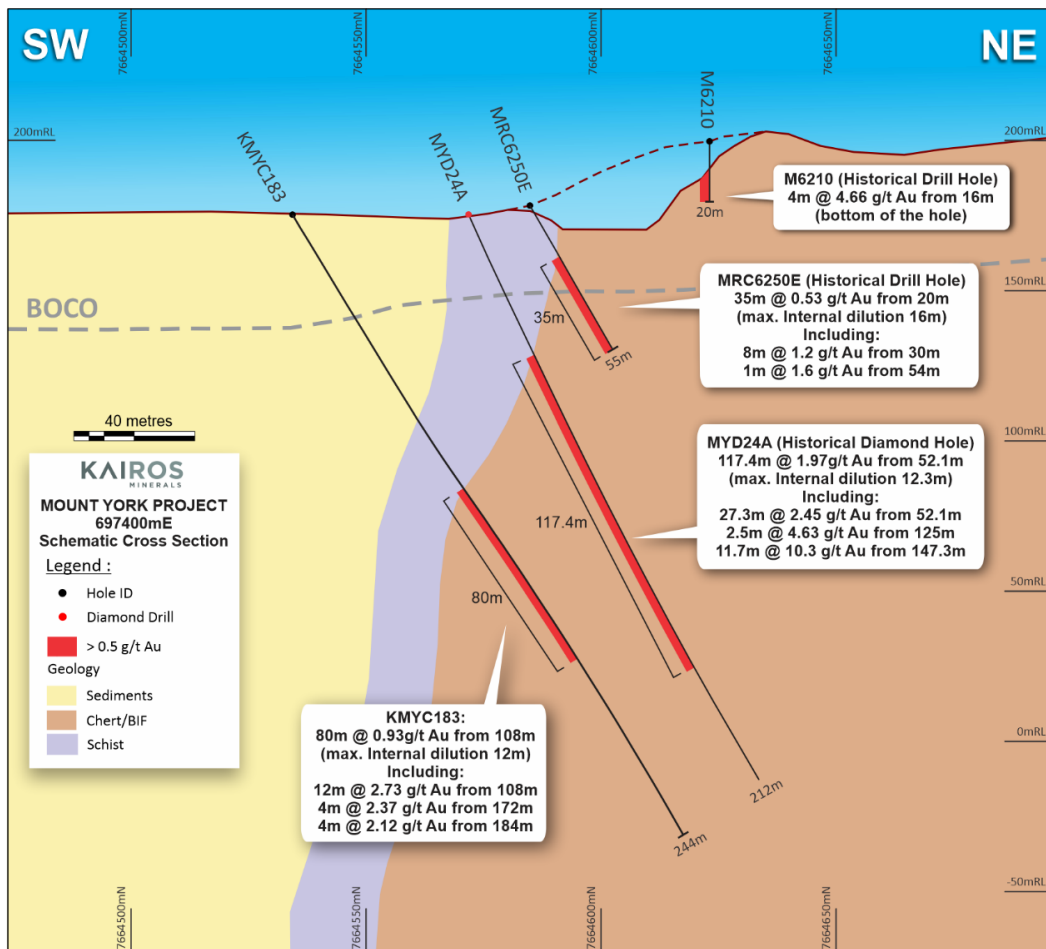 SW
NE
7664500mN
7664550mN
7664600mN
7664650mN
200mRL
200mRL
KMYC183
MYD24A
MRC6250E
M6210
20m
M6210 (Historical Drill Hole)
4m @ 4.66 g/t Au from 16m
(bottom of the hole)
150mRL
BOCO
35m
55m
MRC6250E (Historical Drill Hole)
35m @ 0.53 g/t Au from 20m
(max. Internal dilution 16m)
Including:
8m @ 1.2 g/t Au from 30m
1m @ 1.6 g/t Au from 54m
40 metres
100mRL
MYD24A (Historical Diamond Hole)
117.4m @ 1.97g/t Au from 52.1m
(max. Internal dilution 12.3m)
Including:
27.3m @ 2.45 g/t Au from 52.1m
2.5m @ 4.63 g/t Au from 125m
11.7m @ 10.3 g/t Au from 147.3m
117.4m
80m
50mRL
KAIROS
MINERALS
MOUNT YORK PROJECT
697400mE
Schematic Cross Section
Legend :
Hole ID
Diamond Drill
> 0.5 g/t Au
Geology
Sediments
Chert/BIF
Schist
KMYC183:
80m @ 0.93g/t Au from 108m
(max. Internal dilution 12m)
Including:
12m @ 2.73 g/t Au from 108m
4m @ 2.37 g/t Au from 172m
4m @ 2.12 g/t Au from 184m
0mRL
212m
244m
-50mRL
7664500mN
7664550mN
7664600mN
7664650mN